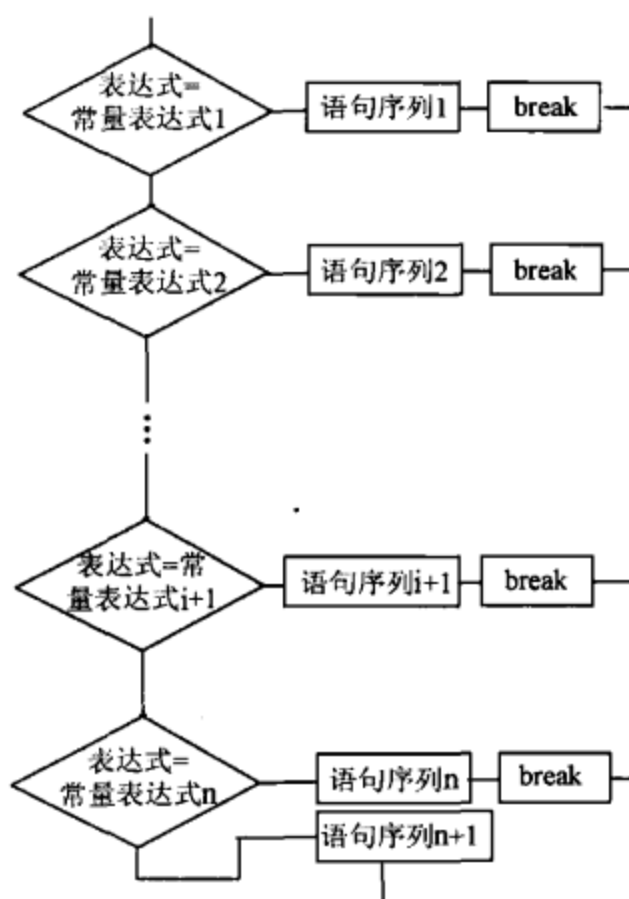 表达式=
常量表达式1
语句序列1
break
表达式=
常量表达式2
语句序列2
break
表达式=常
量表达式i+1
语句序列i+1
break
表达式=
常量表达式n
语句序列n
break
语句序列n+1